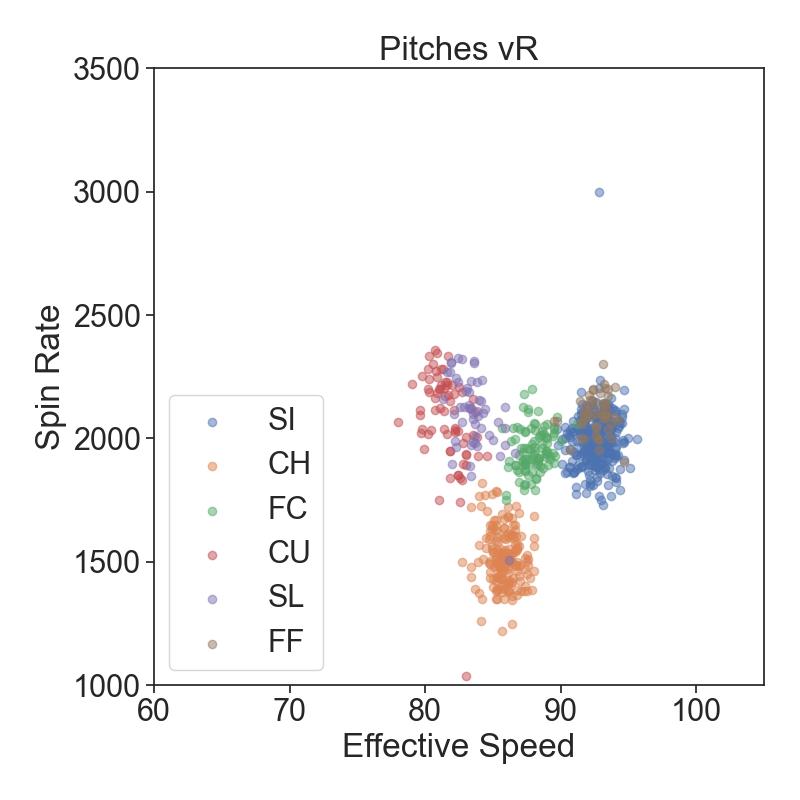 Pitches vR
3500
3000
2500
2000
1500
1000
Spin Rate
SI
CH
FC
CU
SL
FF
60 70 80 90 100
Effective Speed